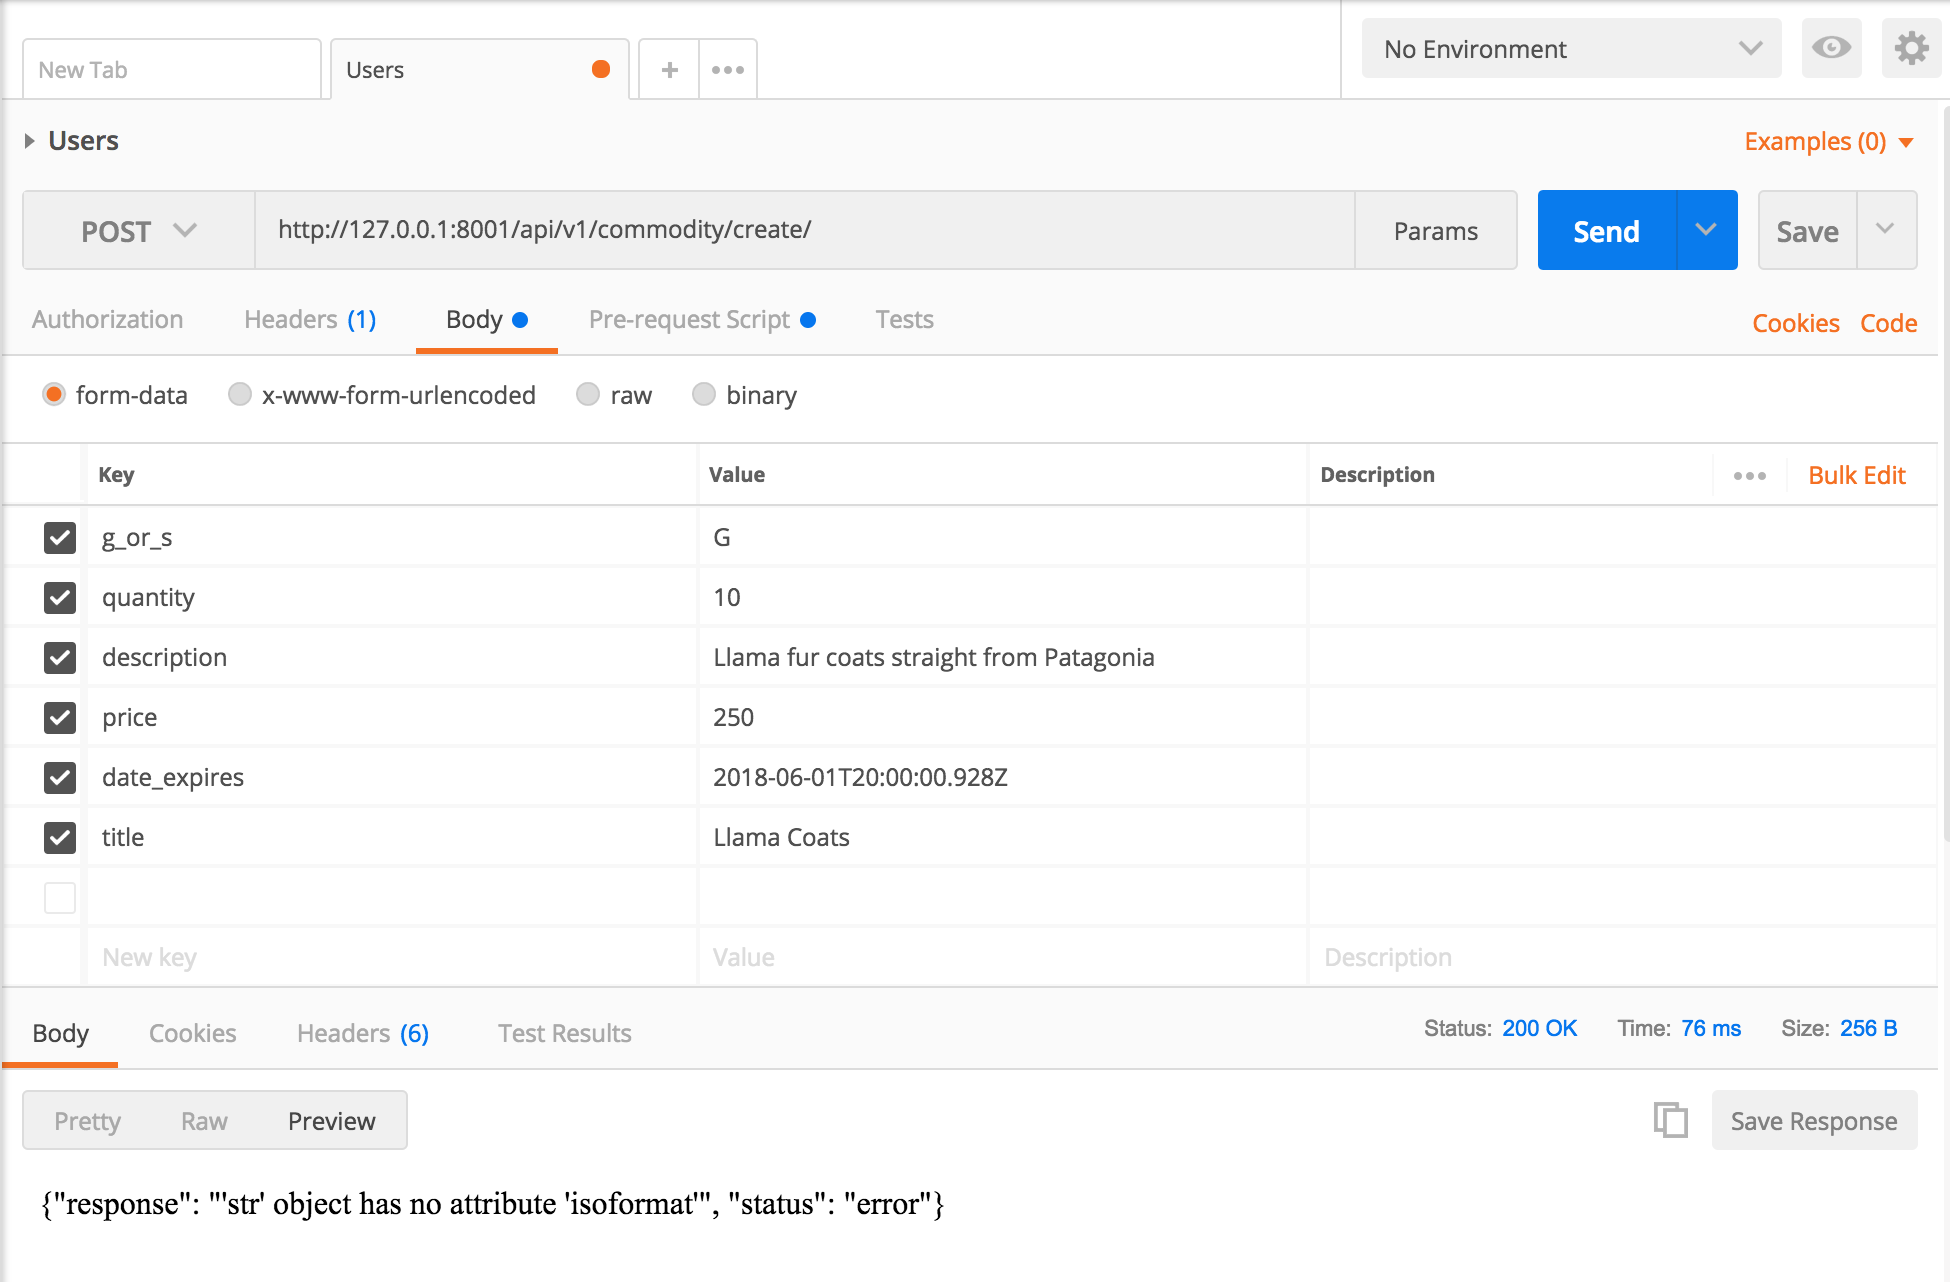 New Tab Users + No Environment
Users Examples (0)
POST http://127.0.0.1:8001/api/v1/commodity/create/ Params Send Save
Authorization Headers (1) Body Pre-request Script Tests Cookies Code
form-data x-www-form-urlencoded raw binary
Key Value Description Bulk Edit
g_or_s G
quantity 10
description Llama fur coats straight from Patagonia
price 250
date_expires 2018-06-01T20:00:00.928Z
title Llama Coats
New key Value Description
Body Cookies Headers (6) Test Results Status: 200 OK Time: 76 ms Size: 256 B
Pretty Raw Preview Save Response
{"response": "'str' object has no attribute 'isoformat'", "status": "error"}